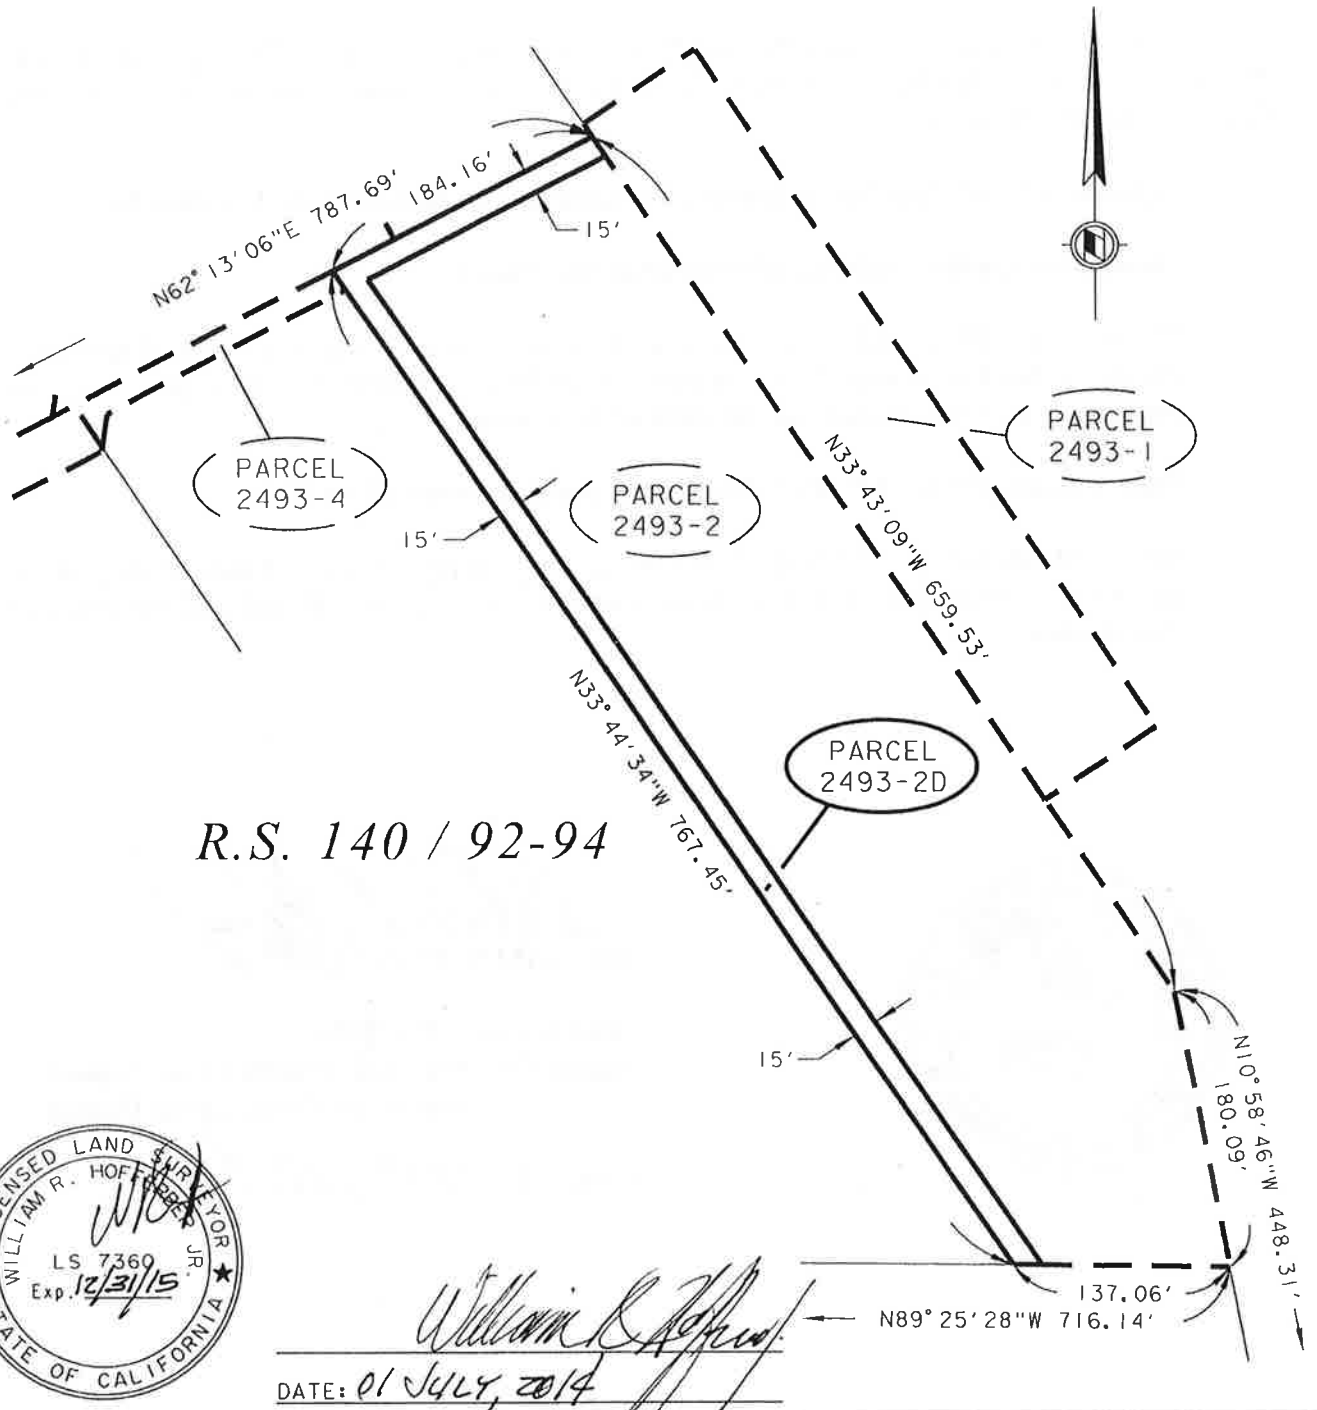 N62°13'06"E 787.69'
184.16'
15'
PARCEL
2493-1
PARCEL
2493-4
PARCEL
2493-2
15'
N33°43'09"W 659.53'
N33°44'34"W 767.45'
PARCEL
2493-2D
R.S. 140 / 92-94
15'
N10°58'46"W 448.31'
180.09'
137.06'
N89°25'28"W 716.14'
LAND SURVEYOR
WILLIAM R. HOFFERBER JR.
LS 7360
Exp. 12/31/15
STATE OF CALIFORNIA
William R
DATE: 01 JULY, 2014